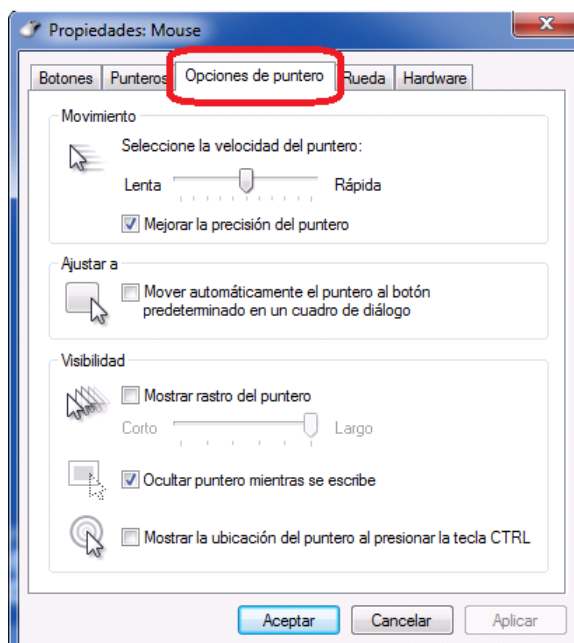 Propiedades: Mouse
Botones Punteros Opciones de puntero Rueda Hardware
Movimiento
Seleccione la velocidad del puntero:
Lenta Rápida
Mejorar la precisión del puntero
Ajustar a
Mover automáticamente el puntero al botón
predeterminado en un cuadro de diálogo
Visibilidad
Mostrar rastro del puntero
Corto Largo
Ocultar puntero mientras se escribe
Mostrar la ubicación del puntero al presionar la tecla CTRL
Aceptar Cancelar Aplicar